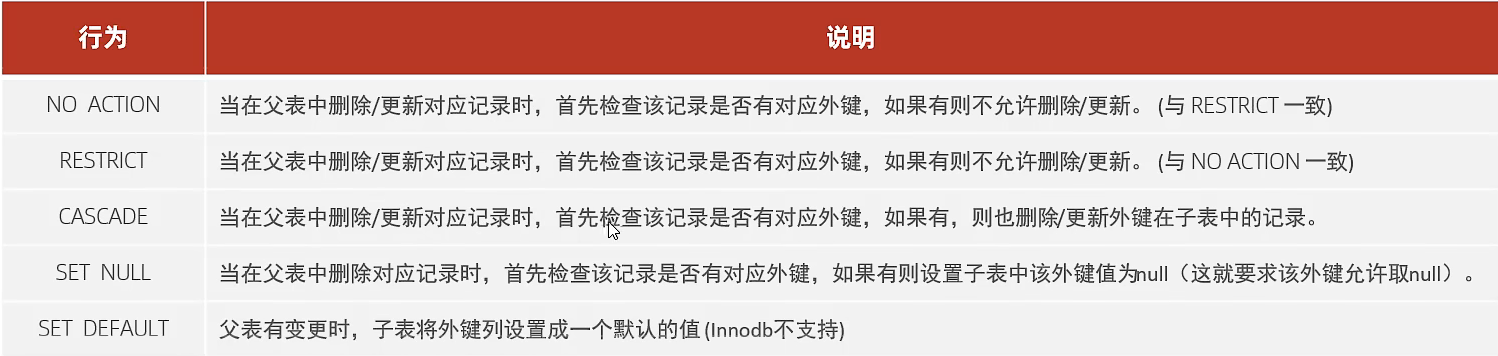 行为 说明
NO ACTION 当在父表中删除/更新对应记录时，首先检查该记录是否有对应外键，如果有则不允许删除/更新。 (与 RESTRICT 一致)
RESTRICT 当在父表中删除/更新对应记录时，首先检查该记录是否有对应外键，如果有则不允许删除/更新。 (与 NO ACTION 一致)
CASCADE 当在父表中删除/更新对应记录时，首先检查该记录是否有对应外键，如果有，则也删除/更新外键在子表中的记录。
SET NULL 当在父表中删除对应记录时，首先检查该记录是否有对应外键，如果有则设置子表中该外键值为null（这就要求该外键允许取null）。
SET DEFAULT 父表有变更时，子表将外键列设置成一个默认的值 (Innodb不支持)